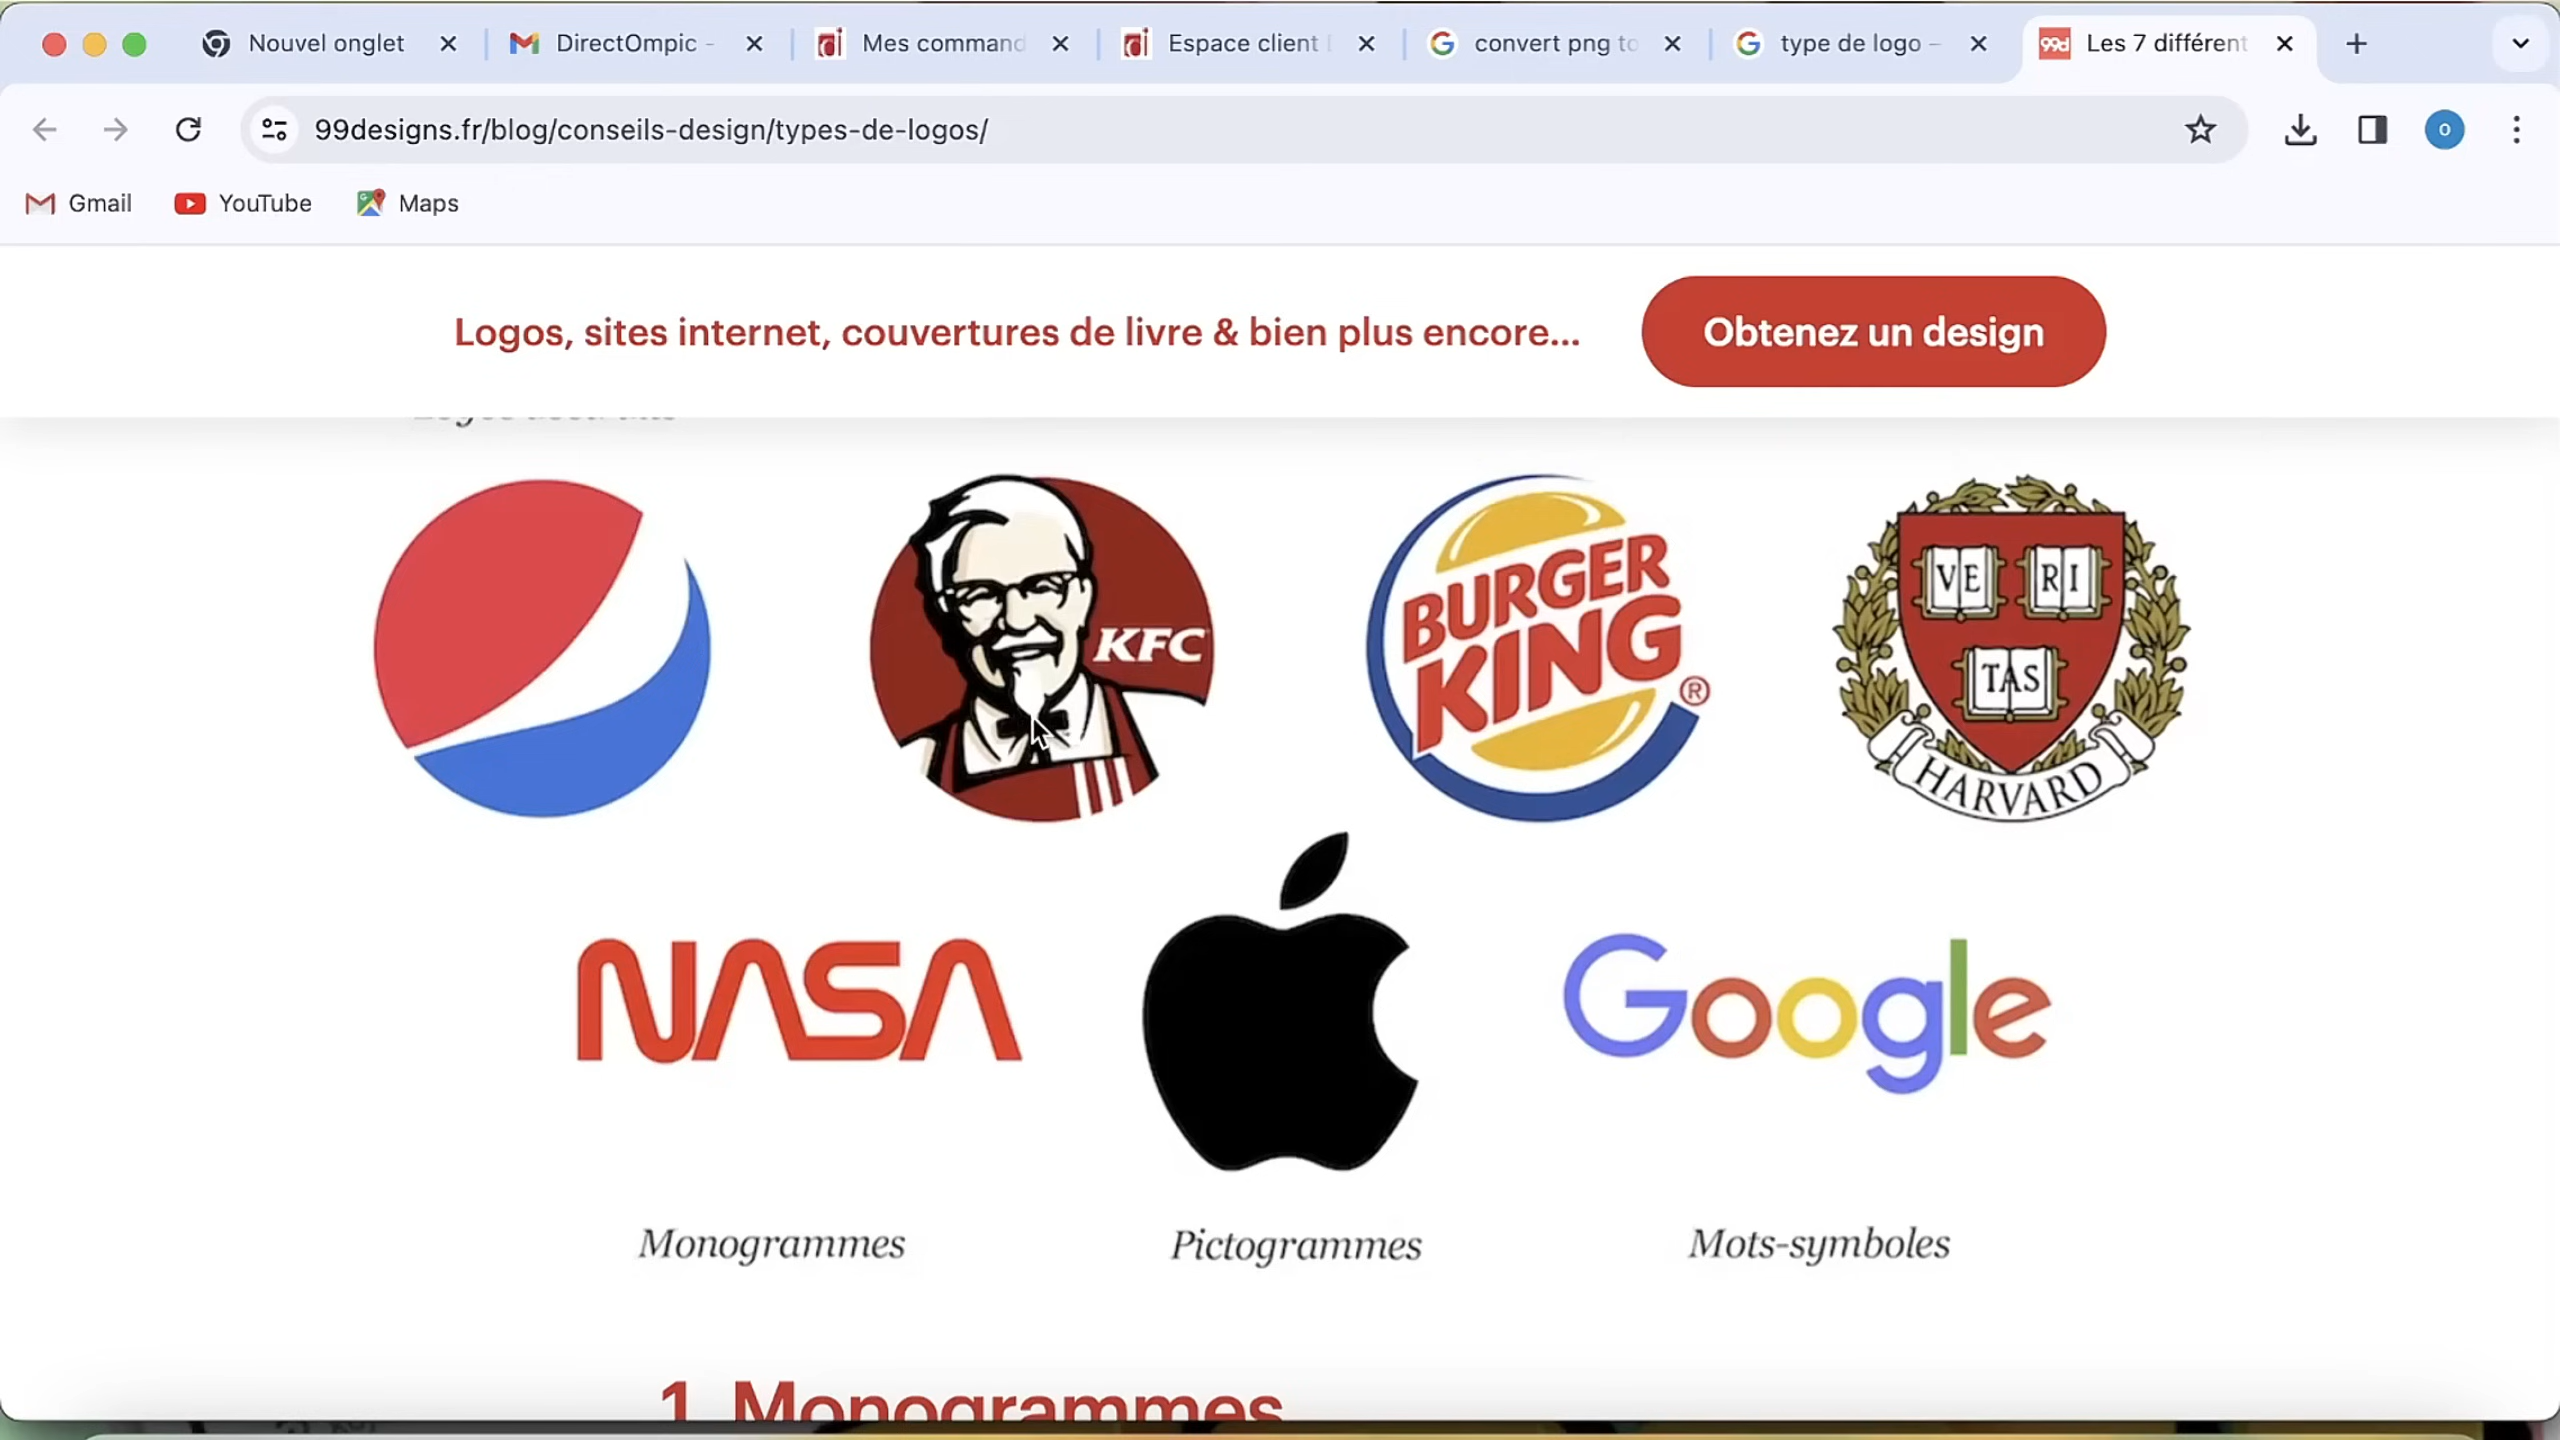 Nouvel onglet
DirectOmpic -
Mes command
Espace client
convert png to
type de logo -
99d Les 7 différent
99designs.fr/blog/conseils-design/types-de-logos/
o
Gmail
YouTube
Maps
Logos, sites internet, couvertures de livre & bien plus encore...
Obtenez un design
KFC
BURGER
KING
®
VE RI
TAS
HARVARD
NASA
Google
Monogrammes
Pictogrammes
Mots-symboles
1. Monogrammes